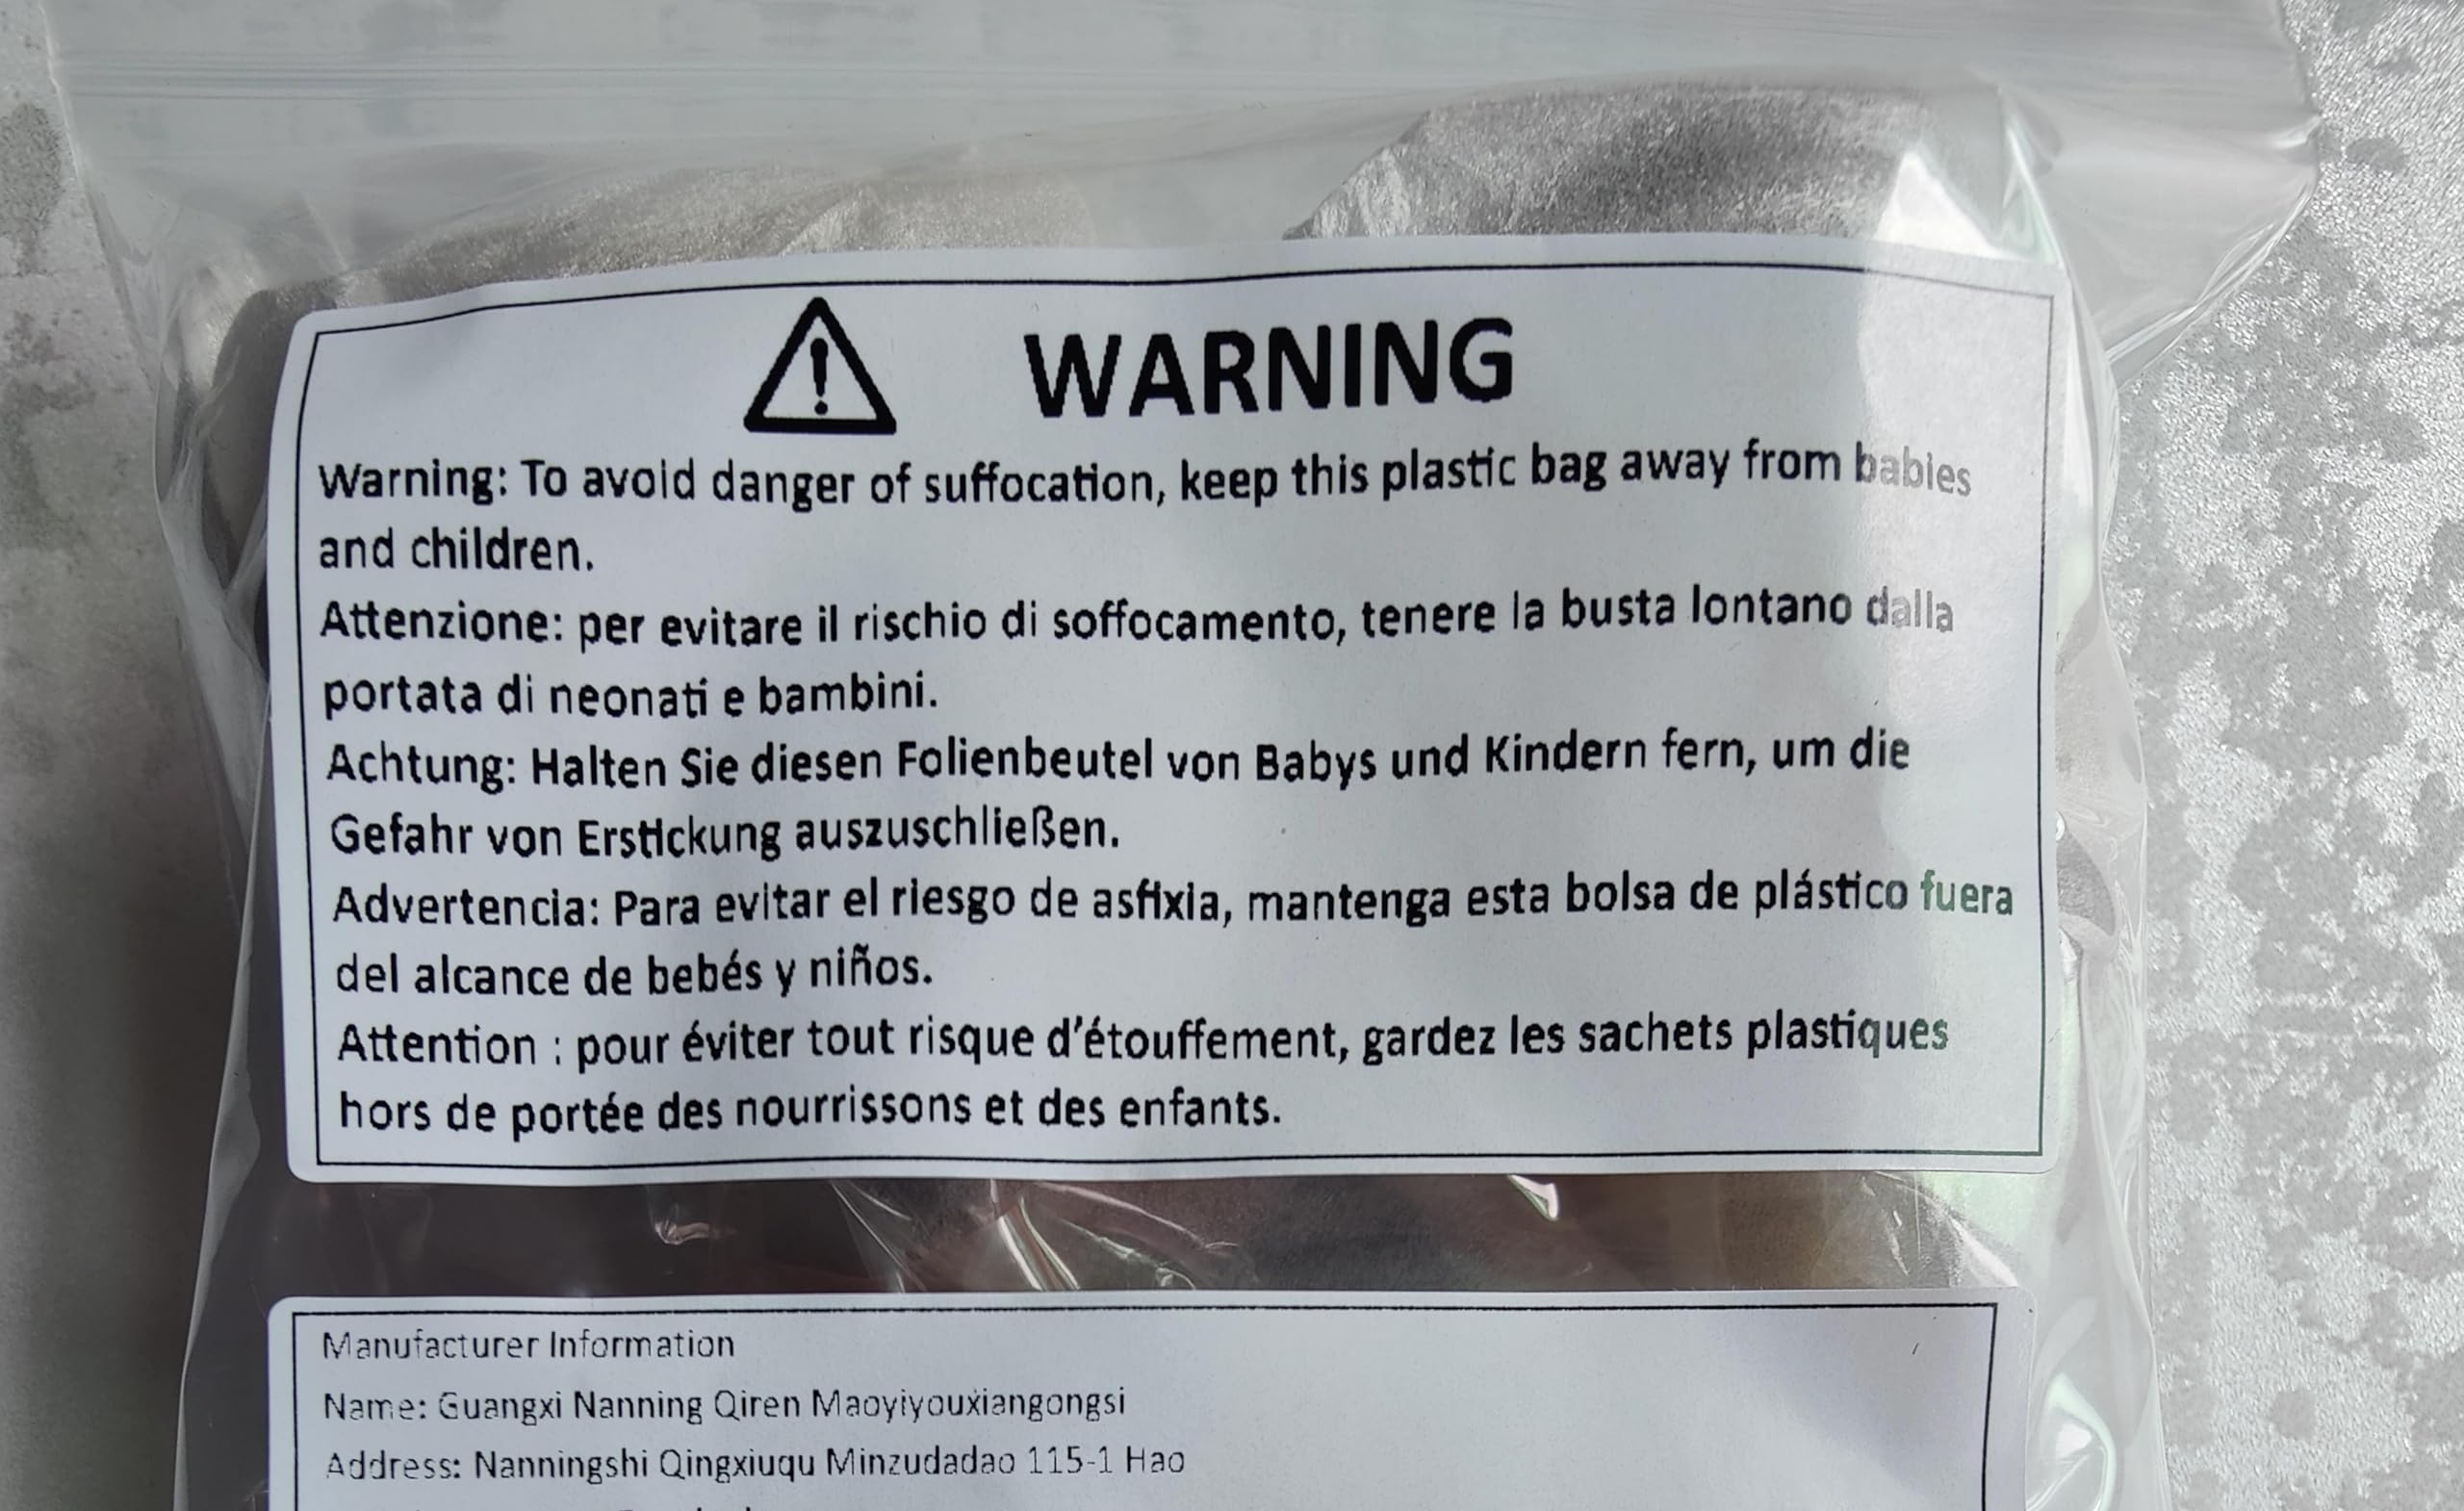 WARNING
Warning: To avoid danger of suffocation, keep this plastic bag away from babies
and children.
Attenzione: per evitare il rischio di soffocamento, tenere la busta lontano dalla
portata di neonati e bambini.
Achtung: Halten Sie diesen Folienbeutel von Babys und Kindern fern, um die
Gefahr von Erstickung auszuschließen.
Advertencia: Para evitar el riesgo de asfixia, mantenga esta bolsa de plástico fuera
del alcance de bebés y niños.
Attention : pour éviter tout risque d'étouffement, gardez les sachets plastiques
hors de portée des nourrissons et des enfants.
Manufacturer Information
Name: Guangxi Nanning Qiren Maoyiyouxiangongsi
Address: Nanningshi Qingxiuqu Minzudadao 115-1 Hao